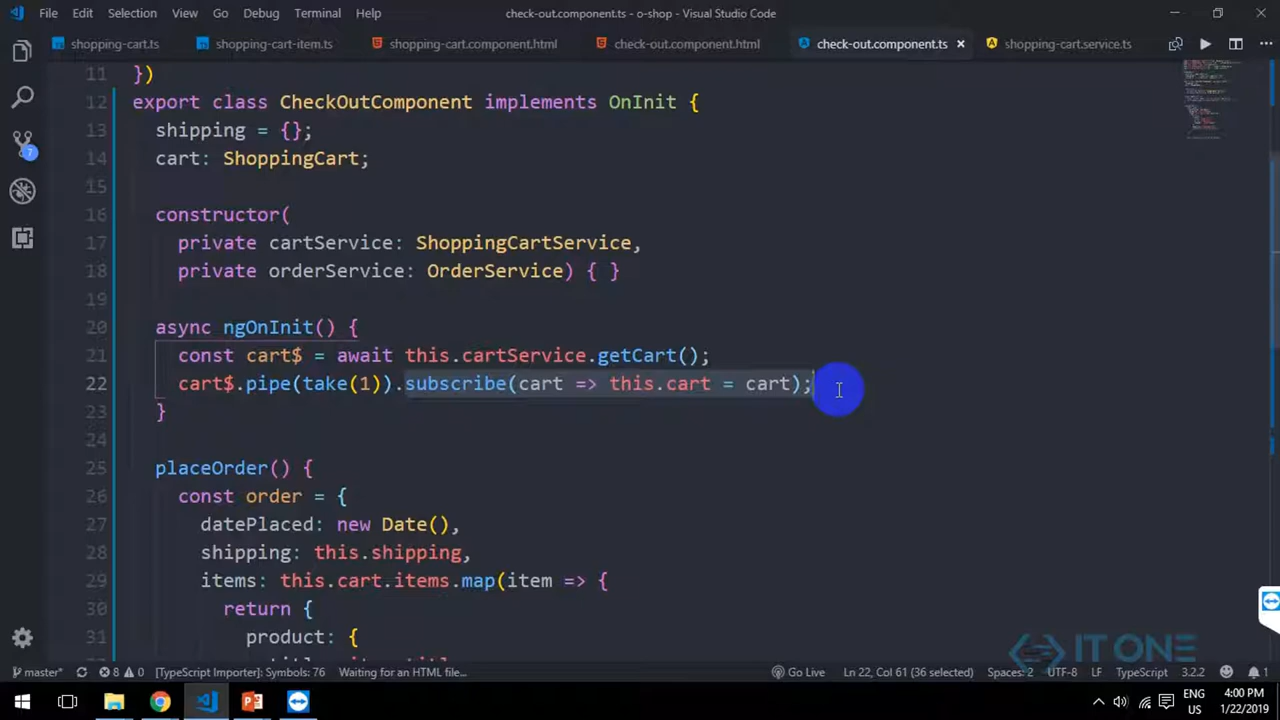 File Edit Selection View Go Debug Terminal Help check-out.component.ts - o-shop - Visual Studio Code
shopping-cart.ts shopping-cart-item.ts shopping-cart.component.html check-out.component.html check-out.component.ts shopping-cart.service.ts
11 })
12 export class CheckOutComponent implements OnInit {
13 shipping = {};
14 cart: ShoppingCart;
15
16 constructor(
17 private cartService: ShoppingCartService,
18 private orderService: OrderService) { }
19
20 async ngOnInit() {
21 const cart$ = await this.cartService.getCart();
22 cart$.pipe(take(1)).subscribe(cart => this.cart = cart);
23 }
24
25 placeOrder() {
26 const order = {
27 datePlaced: new Date(),
28 shipping: this.shipping,
29 items: this.cart.items.map(item => {
30 return {
31 product: {
7
IT ONE
master* 8 0 [TypeScript Importer]: Symbols: 76 Waiting for an HTML file... Go Live Ln 22, Col 61 (36 selected) Spaces: 2 UTF-8 LF TypeScript 3.2.2 1
ENG 4:00 PM
US 1/22/2019